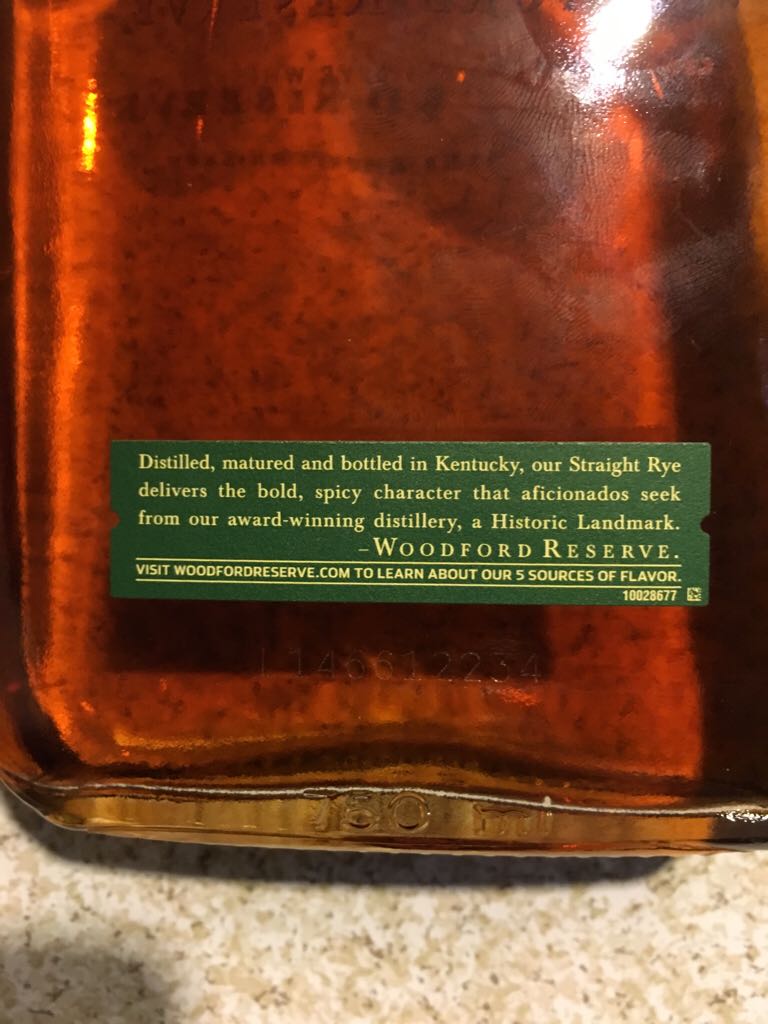 Distilled, matured and bottled in Kentucky, our Straight Rye
delivers the bold, spicy character that aficionados seek
from our award-winning distillery, a Historic Landmark.
–WOODFORD RESERVE.
VISIT WOODFORDRESERVE.COM TO LEARN ABOUT OUR 5 SOURCES OF FLAVOR.
10028677
L146612234
750 ml